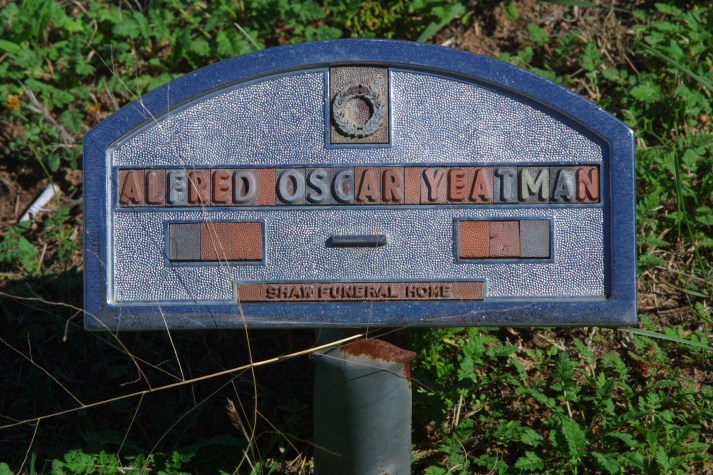 ALFRED OSCAR YEATMAN
SHAW FUNERAL HOME